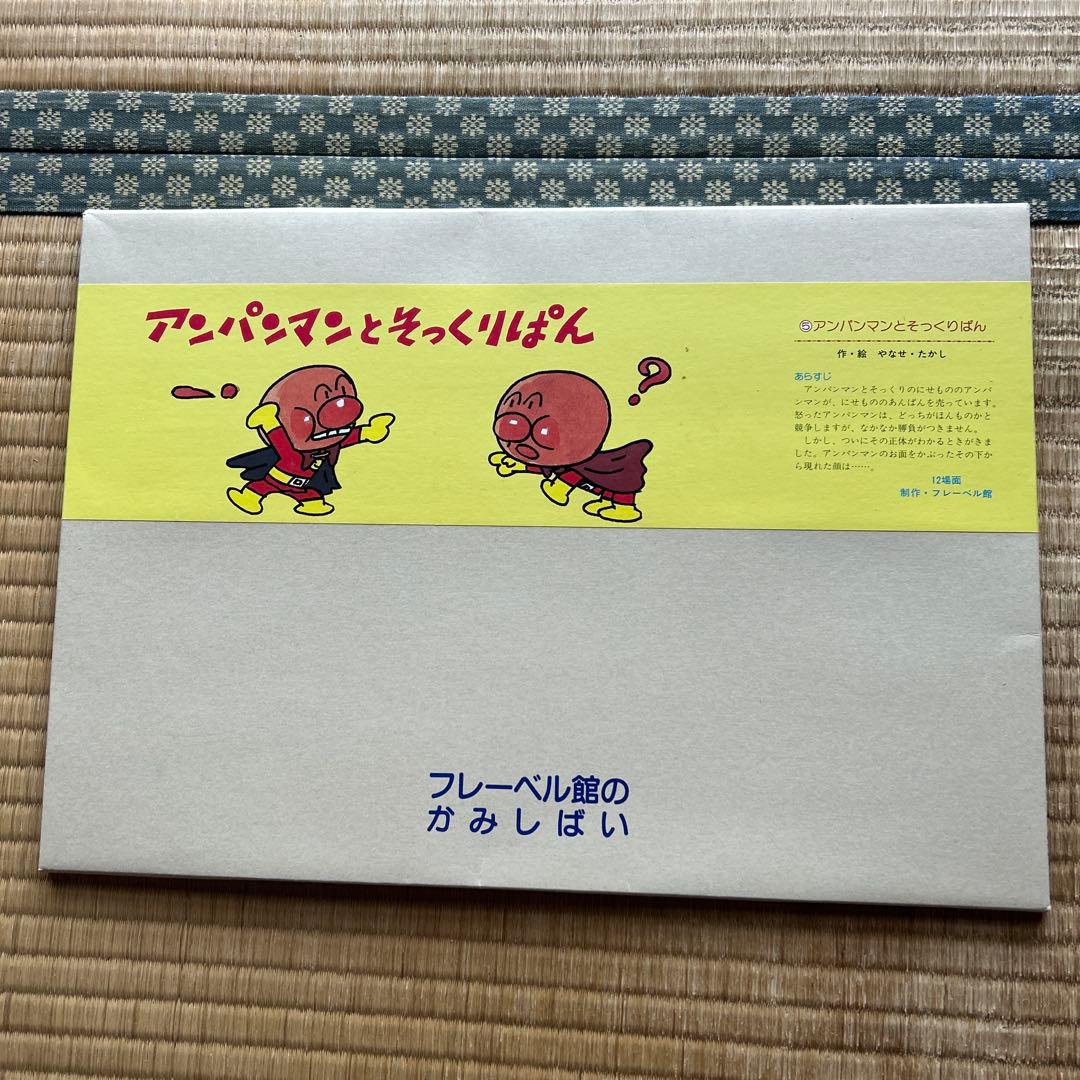 アンパンマンとそっくりぱん
⑤アンパンマンとそっくりぱん
作・絵 やなせ・たかし
あらすじ
アンパンマンとそっくりのにせもののアンパ
ンマンが、にせもののあんぱんを売っています。
怒ったアンパンマンは、どっちがほんものかと
競争しますが、なかなか勝負がつきません。
しかし、ついにその正体がわかるときがきま
した。アンパンマンのお面をかぶったその下か
ら現れた顔は……。
12場面
制作・フレーベル館
フレーベル館の
かみしばい